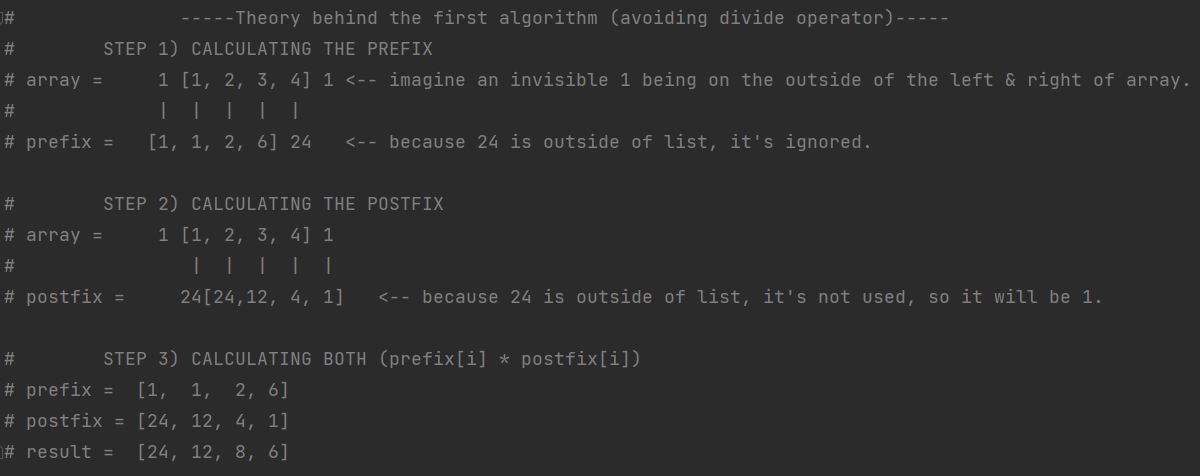 #               -----Theory behind the first algorithm (avoiding divide operator)-----
#        STEP 1) CALCULATING THE PREFIX
# array =     1 [1, 2, 3, 4] 1 <-- imagine an invisible 1 being on the outside of the left & right of array.
#             |  |  |  |  |
# prefix =   [1, 1, 2, 6] 24   <-- because 24 is outside of list, it's ignored.
#        STEP 2) CALCULATING THE POSTFIX
# array =     1 [1, 2, 3, 4] 1
#                |  |  |  |  |
# postfix =     24[24,12, 4, 1]   <-- because 24 is outside of list, it's not used, so it will be 1.
#        STEP 3) CALCULATING BOTH (prefix[i] * postfix[i])
# prefix =  [1,  1,  2, 6]
# postfix = [24, 12, 4, 1]
# result =  [24, 12, 8, 6]